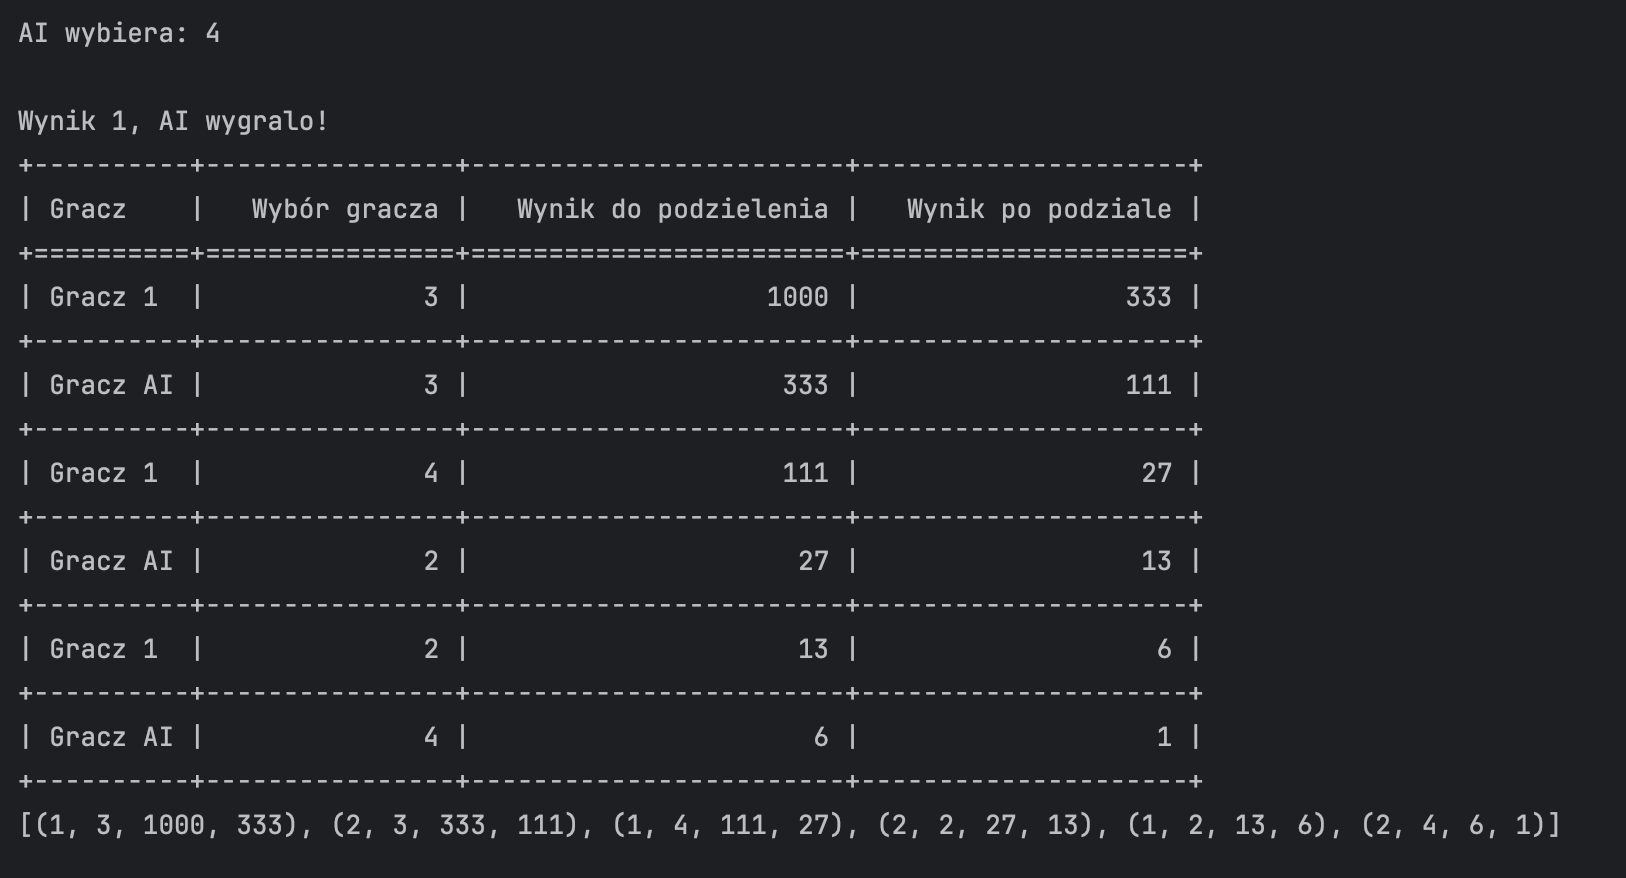 AI wybiera: 4
Wynik 1, AI wygralo!
+----------+----------------+------------------------+---------------------+
| Gracz    |   Wybór gracza |   Wynik do podzielenia |   Wynik po podziale |
+==========+================+========================+=====================+
| Gracz 1  |              3 |                   1000 |                 333 |
+----------+----------------+------------------------+---------------------+
| Gracz AI |              3 |                    333 |                 111 |
+----------+----------------+------------------------+---------------------+
| Gracz 1  |              4 |                    111 |                  27 |
+----------+----------------+------------------------+---------------------+
| Gracz AI |              2 |                     27 |                  13 |
+----------+----------------+------------------------+---------------------+
| Gracz 1  |              2 |                     13 |                   6 |
+----------+----------------+------------------------+---------------------+
| Gracz AI |              4 |                      6 |                   1 |
+----------+----------------+------------------------+---------------------+
[(1, 3, 1000, 333), (2, 3, 333, 111), (1, 4, 111, 27), (2, 2, 27, 13), (1, 2, 13, 6), (2, 4, 6, 1)]